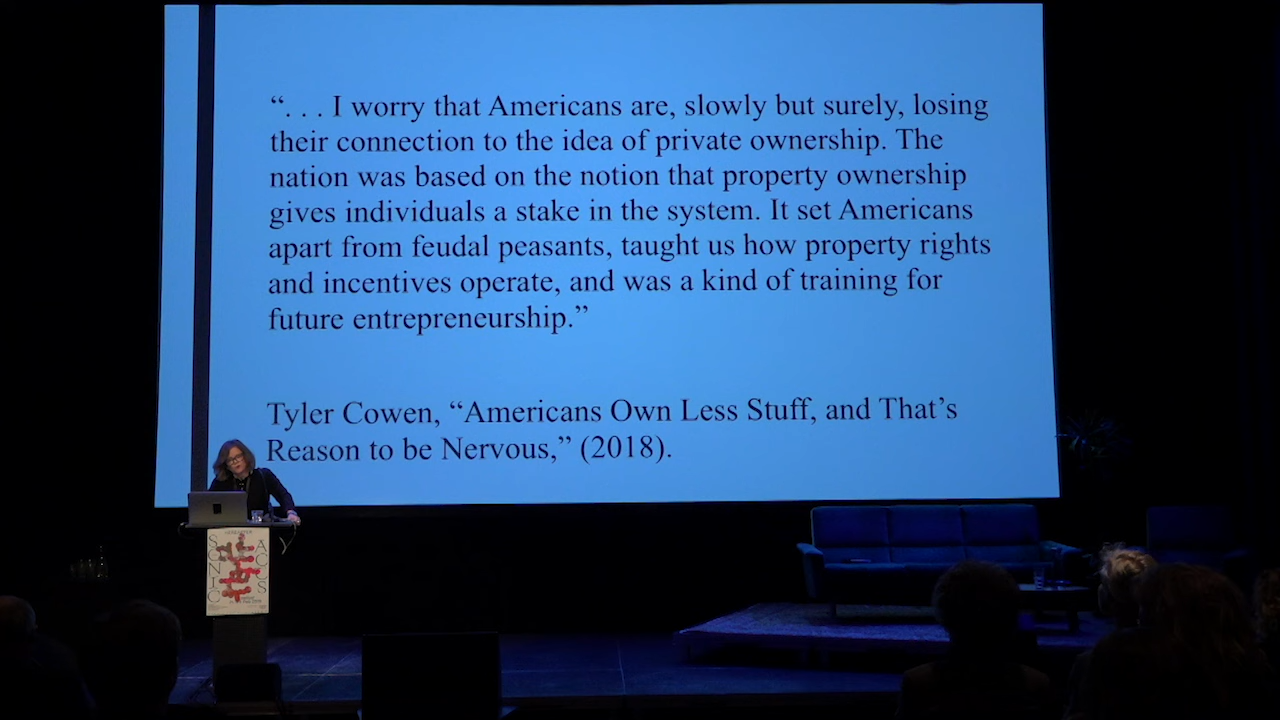 “. . . I worry that Americans are, slowly but surely, losing
their connection to the idea of private ownership. The
nation was based on the notion that property ownership
gives individuals a stake in the system. It set Americans
apart from feudal peasants, taught us how property rights
and incentives operate, and was a kind of training for
future entrepreneurship.”
Tyler Cowen, “Americans Own Less Stuff, and That’s
Reason to be Nervous,” (2018).
SONIC
ACTS